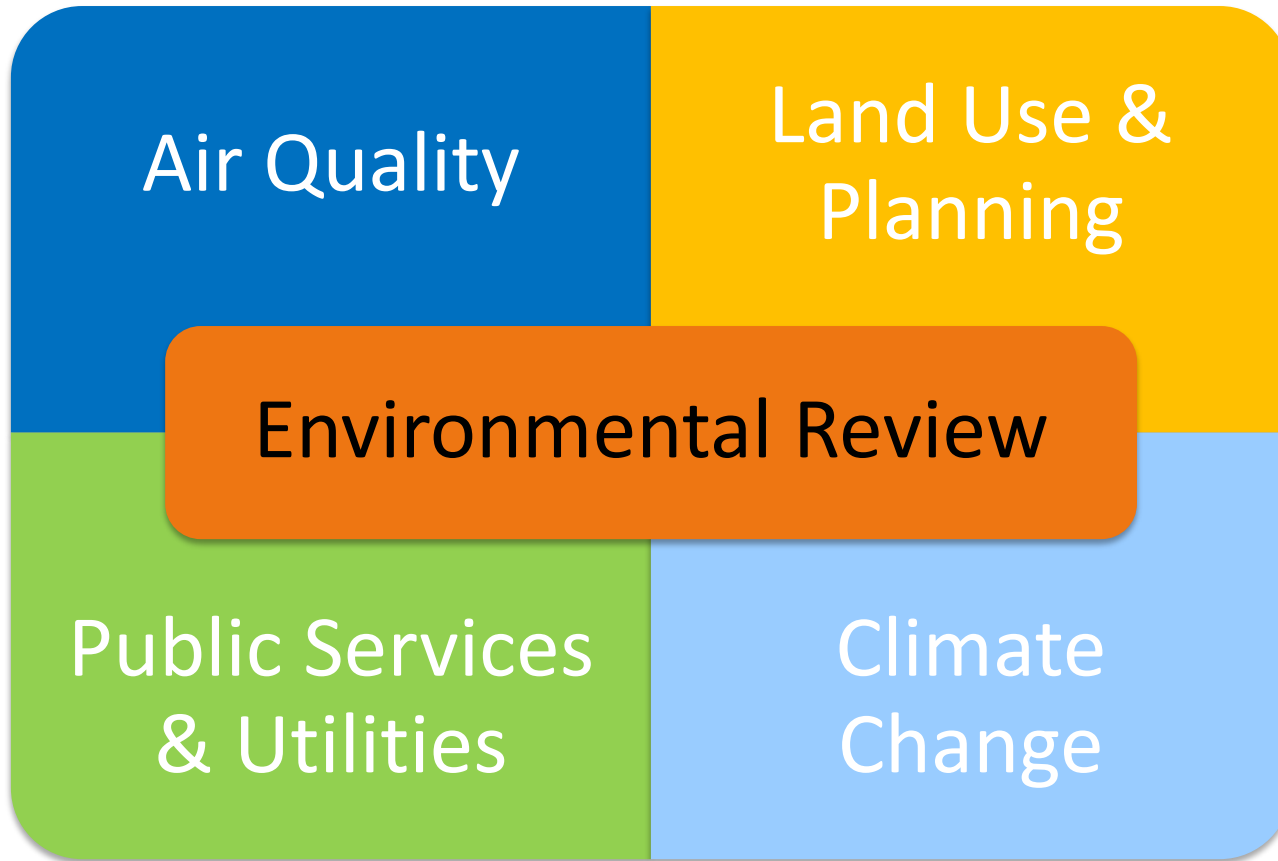 Air Quality
Land Use &
Planning
Environmental Review
Public Services
& Utilities
Climate
Change